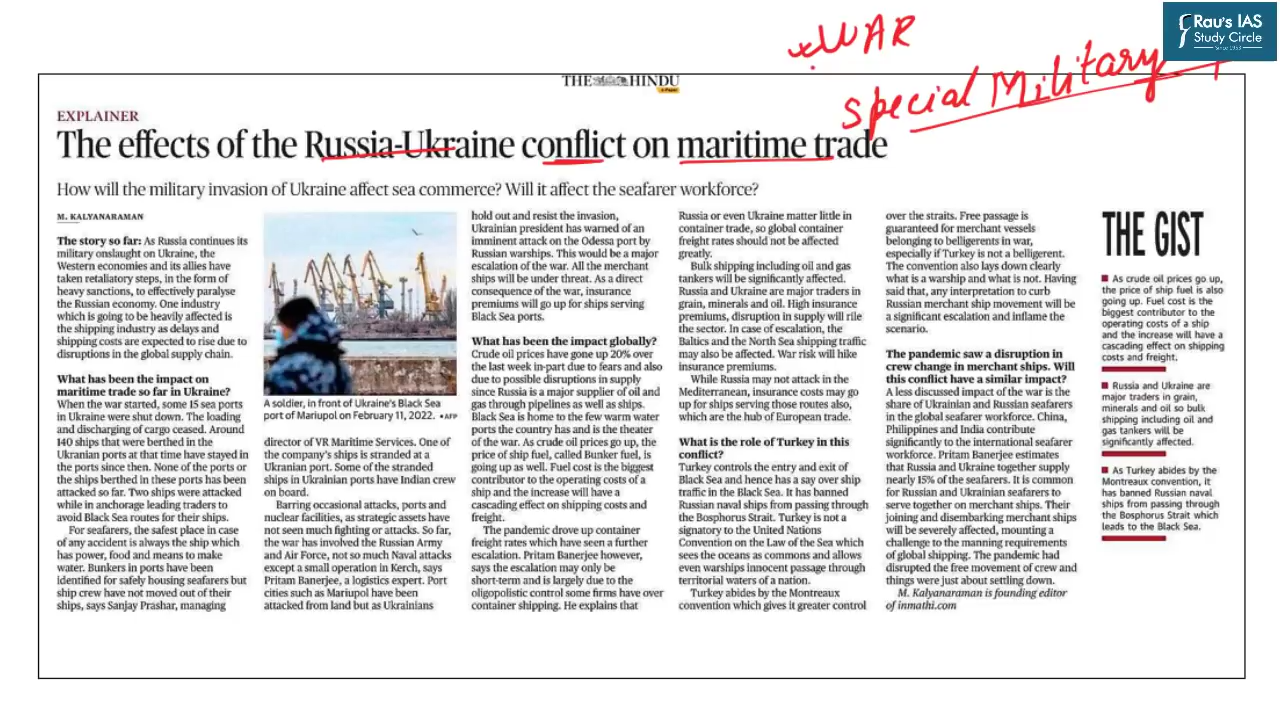 Rau's IAS
Study Circle
Since 1953
WAR
Special Military
THE HINDU
e-Paper
EXPLAINER
The effects of the Russia-Ukraine conflict on maritime trade
How will the military invasion of Ukraine affect sea commerce? Will it affect the seafarer workforce?
M. KALYANARAMAN
The story so far: As Russia continues its
military onslaught on Ukraine, the
Western economies and its allies have
taken retaliatory steps, in the form of
heavy sanctions, to effectively paralyse
the Russian economy. One industry
which is going to be heavily affected is
the shipping industry as delays and
shipping costs are expected to rise due to
disruptions in the global supply chain.
What has been the impact on
maritime trade so far in Ukraine?
When the war started, some 15 sea ports
in Ukraine were shut down. The loading
and discharging of cargo ceased. Around
140 ships that were berthed in the
Ukranian ports at that time have stayed in
the ports since then. None of the ports or
the ships berthed in these ports has been
attacked so far. Two ships were attacked
while in anchorage leading traders to
avoid Black Sea routes for their ships.
For seafarers, the safest place in case
of any accident is always the ship which
has power, food and means to make
water. Bunkers in ports have been
identified for safely housing seafarers but
ship crew have not moved out of their
ships, says Sanjay Prashar, managing
A soldier, in front of Ukraine's Black Sea
port of Mariupol on February 11, 2022. •AFP
director of VR Maritime Services. One of
the company's ships is stranded at a
Ukranian port. Some of the stranded
ships in Ukrainian ports have Indian crew
on board.
Barring occasional attacks, ports and
nuclear facilities, as strategic assets have
not seen much fighting or attacks. So far,
the war has involved the Russian Army
and Air Force, not so much Naval attacks
except a small operation in Kerch, says
Pritam Banerjee, a logistics expert. Port
cities such as Mariupol have been
attacked from land but as Ukrainians
hold out and resist the invasion,
Ukranian president has warned of an
imminent attack on the Odessa port by
Russian warships. This would be a major
escalation of the war. All the merchant
ships will be under threat. As a direct
consequence of the war, insurance
premiums will go up for ships serving
Black Sea ports.
What has been the impact globally?
Crude oil prices have gone up 20% over
the last week in-part due to fears and also
due to possible disruptions in supply
since Russia is a major supplier of oil and
gas through pipelines as well as ships.
Black Sea is home to the few warm water
ports the country has and is the theater
of the war. As crude oil prices go up, the
price of ship fuel, called Bunker fuel, is
going up as well. Fuel cost is the biggest
contributor to the operating costs of a
ship and the increase will have a
cascading effect on shipping costs and
freight.
The pandemic drove up container
freight rates which have seen a further
escalation. Pritam Banerjee however,
says the escalation may only be
short-term and is largely due to the
oligopolistic control some firms have over
container shipping. He explains that
Russia or even Ukraine matter little in
container trade, so global container
freight rates should not be affected
greatly.
Bulk shipping including oil and gas
tankers will be significantly affected.
Russia and Ukraine are major traders in
grain, minerals and oil. High insurance
premiums, disruption in supply will rile
the sector. In case of escalation, the
Baltics and the North Sea shipping traffic
may also be affected. War risk will hike
insurance premiums.
While Russia may not attack in the
Mediterranean, insurance costs may go
up for ships serving those routes also,
which are the hub of European trade.
What is the role of Turkey in this
conflict?
Turkey controls the entry and exit of
Black Sea and hence has a say over ship
traffic in the Black Sea. It has banned
Russian naval ships from passing through
the Bosphorus Strait. Turkey is not a
signatory to the United Nations
Convention on the Law of the Sea which
sees the oceans as commons and allows
even warships innocent passage through
territorial waters of a nation.
Turkey abides by the Montreaux
convention which gives it greater control
over the straits. Free passage is
guaranteed for merchant vessels
belonging to belligerents in war,
especially if Turkey is not a belligerent.
The convention also lays down clearly
what is a warship and what is not. Having
said that, any interpretation to curb
Russian merchant ship movement will be
a significant escalation and inflame the
scenario.
The pandemic saw a disruption in
crew change in merchant ships. Will
this conflict have a similar impact?
A less discussed impact of the war is the
share of Ukranian and Russian seafarers
in the global seafarer workforce. China,
Philippines and India contribute
significantly to the international seafarer
workforce. Pritam Banerjee estimates
that Russia and Ukraine together supply
nearly 15% of the seafarers. It is common
for Russian and Ukrainian seafarers to
serve together on merchant ships. Their
joining and disembarking merchant ships
will be severely affected, mounting a
challenge to the manning requirements
of global shipping. The pandemic had
disrupted the free movement of crew and
things were just about settling down.
M. Kalyanaraman is founding editor
of inmathi.com
THE GIST
As crude oil prices go up,
the price of ship fuel is also
going up. Fuel cost is the
biggest contributor to the
operating costs of a ship
and the increase will have a
cascading effect on shipping
costs and freight.
Russia and Ukraine are
major traders in grain,
minerals and oil so bulk
shipping including oil and
gas tankers will be
significantly affected.
As Turkey abides by the
Montreaux convention, it
has banned Russian naval
ships from passing through
the Bosphorus Strait which
leads to the Black Sea.